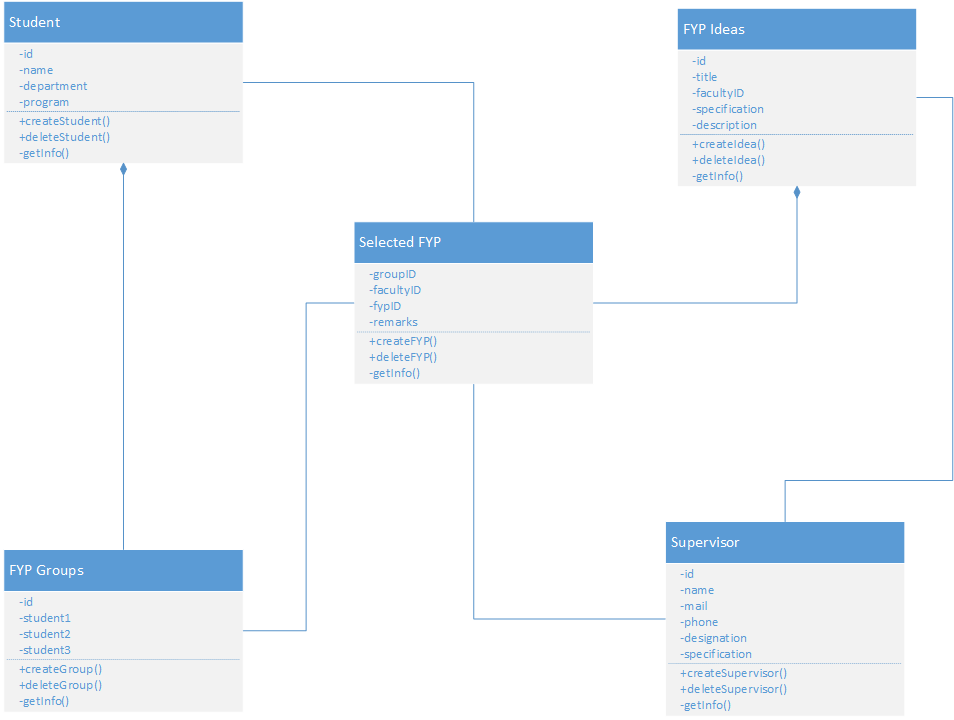 Student
-id
-name
-department
-program
+createStudent()
+deleteStudent()
-getInfo()
FYP Ideas
-id
-title
-facultyID
-specification
-description
+createIdea()
+deleteIdea()
-getInfo()
Selected FYP
-groupID
-facultyID
-fypID
-remarks
+createFYP()
+deleteFYP()
-getInfo()
FYP Groups
-id
-student1
-student2
-student3
+createGroup()
+deleteGroup()
-getInfo()
Supervisor
-id
-name
-mail
-phone
-designation
-specification
+createSupervisor()
+deleteSupervisor()
-getInfo()